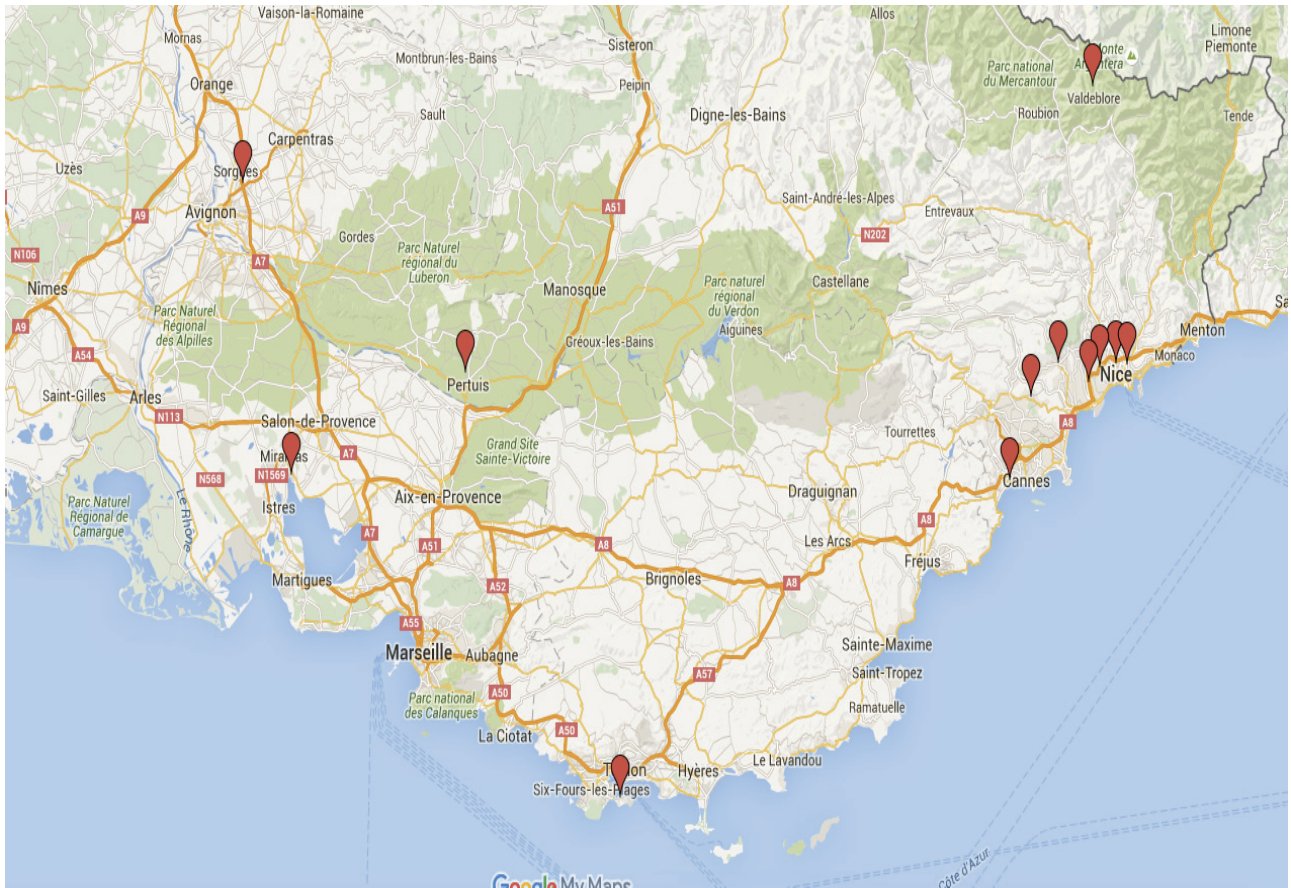 Vaison-la-Romaine
Allos
Mornas
Limone
Piemonte
Sisteron
Montbrun-les-Bains
Parc national
du Mercantour
Orange
Peipin
Valdeblore
Sault
Digne-les-Bains
Roubion
Tende
Carpentras
Uzès
Sorgues
Saint-André-les-Alpes
A9
Avignon
A51
Entrevaux
N202
Gordes
Parc Naturel
régional du
Luberon
N106
A7
Nîmes
Manosque
Parc naturel
régional
du Verdon
Castellane
Parc Naturel
Régional
des Alpilles
A9
Aiguines
Menton
Gréoux-les-Bains
A54
Monaco
Nice
Pertuis
Saint-Gilles
Arles
N113
Salon-de-Provence
A8
Tourrettes
Grand Site
Sainte-Victoire
A7
N1569
N568
Cannes
Draguignan
Aix-en-Provence
Parc Naturel
Régional de
Camargue
Le Rhône
Istres
A8
A7
A51
A8
Les Arcs
Fréjus
Martigues
A52
Brignoles
A8
A55
Marseille
Aubagne
Sainte-Maxime
A57
Saint-Tropez
Parc national
des Calanques
A50
Ramatuelle
La Ciotat
A50
Le Lavandou
Hyères
Six-Fours-les-Plages
Côte d'Azur
Google My Maps